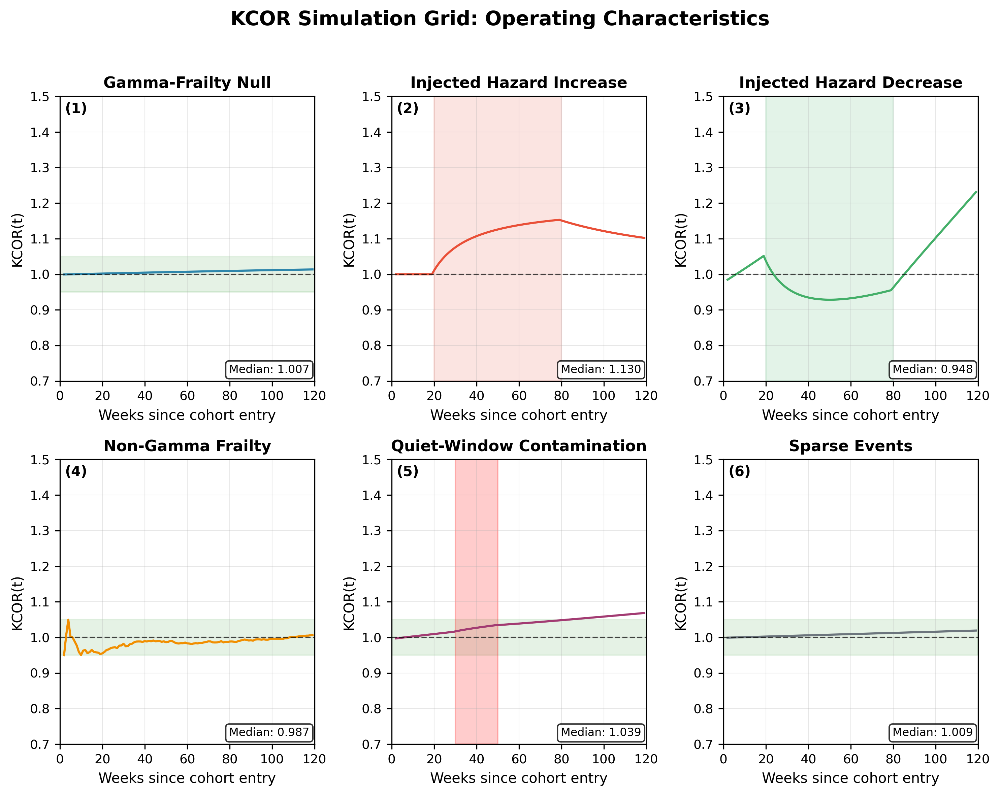 KCOR Simulation Grid: Operating Characteristics
Gamma-Frailty Null
(1)
1.5
1.4
1.3
1.2
1.1
1.0
0.9
0.8
0.7
KCOR(t)
Median: 1.007
0 20 40 60 80 100 120
Weeks since cohort entry
Injected Hazard Increase
(2)
1.5
1.4
1.3
1.2
1.1
1.0
0.9
0.8
0.7
KCOR(t)
Median: 1.130
0 20 40 60 80 100 120
Weeks since cohort entry
Injected Hazard Decrease
(3)
1.5
1.4
1.3
1.2
1.1
1.0
0.9
0.8
0.7
KCOR(t)
Median: 0.948
0 20 40 60 80 100 120
Weeks since cohort entry
Non-Gamma Frailty
(4)
1.5
1.4
1.3
1.2
1.1
1.0
0.9
0.8
0.7
KCOR(t)
Median: 0.987
0 20 40 60 80 100 120
Weeks since cohort entry
Quiet-Window Contamination
(5)
1.5
1.4
1.3
1.2
1.1
1.0
0.9
0.8
0.7
KCOR(t)
Median: 1.039
0 20 40 60 80 100 120
Weeks since cohort entry
Sparse Events
(6)
1.5
1.4
1.3
1.2
1.1
1.0
0.9
0.8
0.7
KCOR(t)
Median: 1.009
0 20 40 60 80 100 120
Weeks since cohort entry